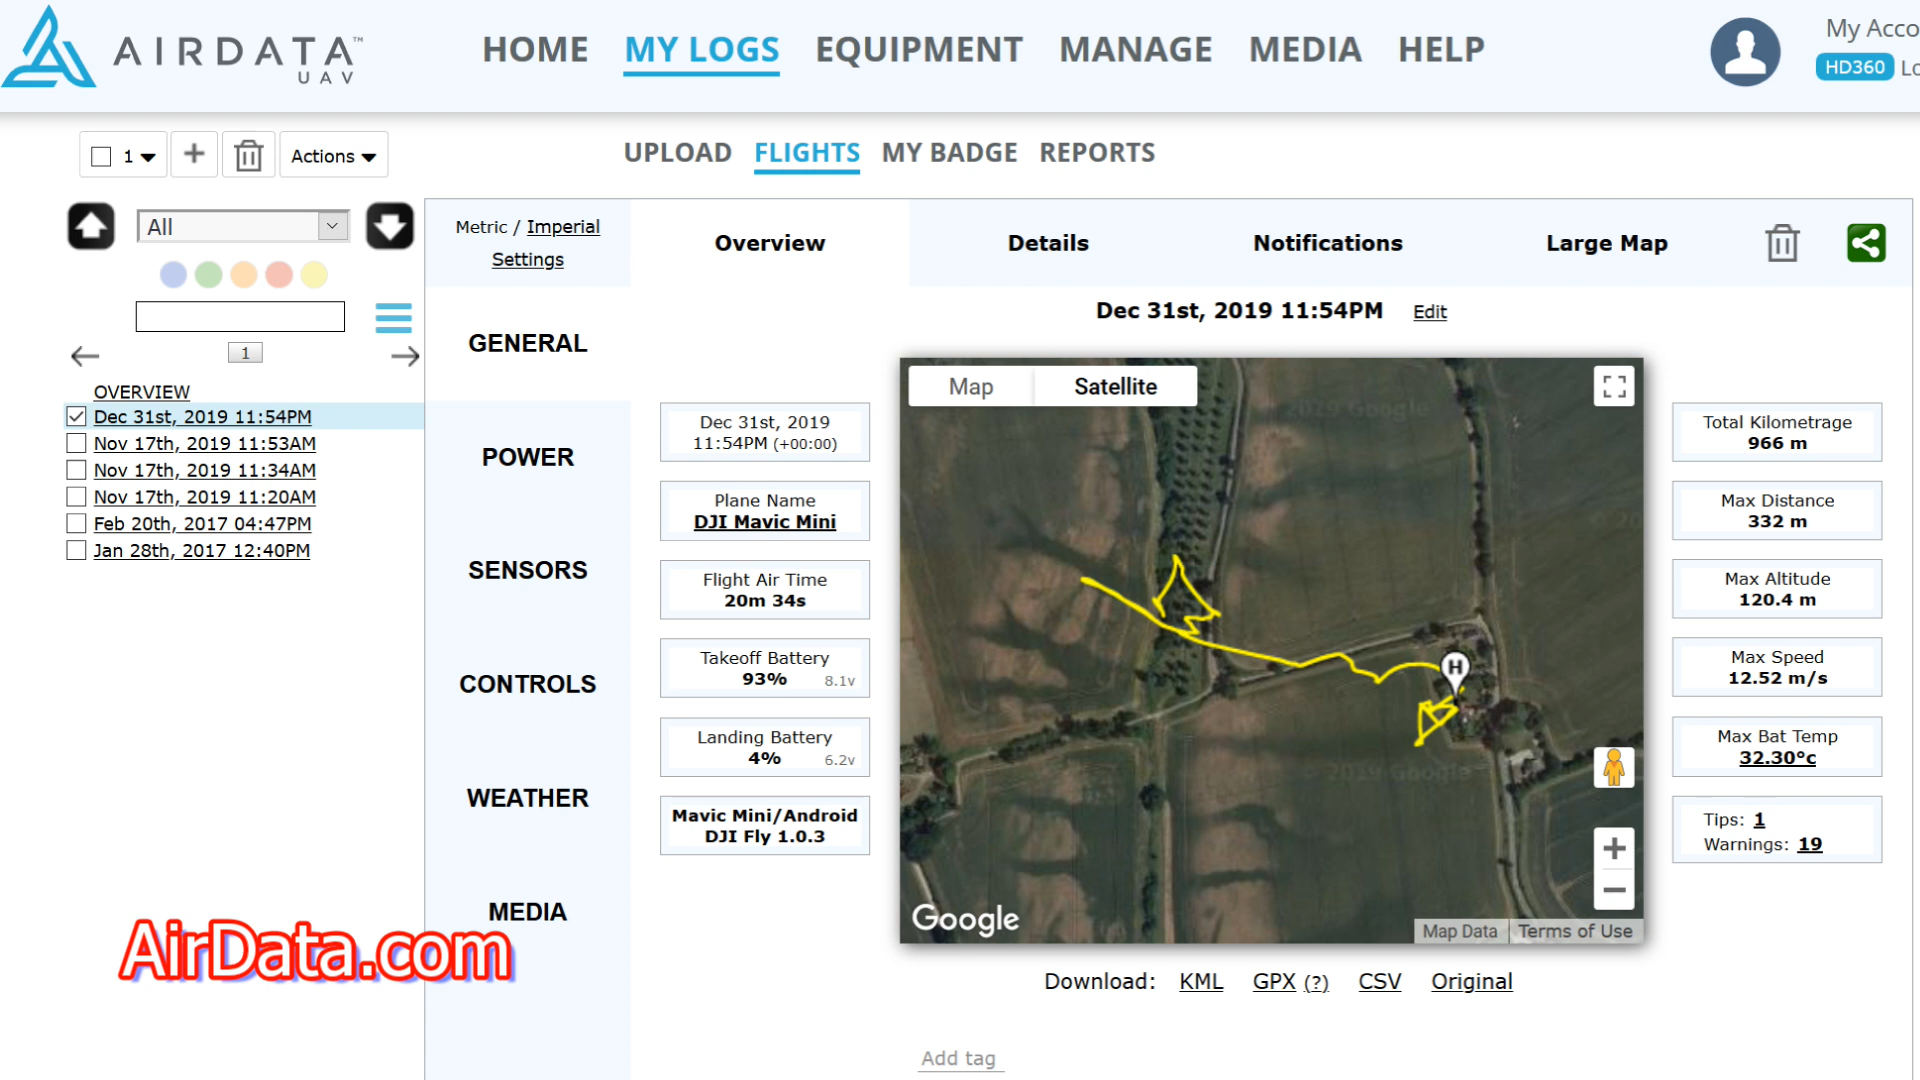 AIRDATA™
UAV
HOME MY LOGS EQUIPMENT MANAGE MEDIA HELP
My Acco
HD360 Lo
1 Actions
UPLOAD FLIGHTS MY BADGE REPORTS
All
1
OVERVIEW
Dec 31st, 2019 11:54PM
Nov 17th, 2019 11:53AM
Nov 17th, 2019 11:34AM
Nov 17th, 2019 11:20AM
Feb 20th, 2017 04:47PM
Jan 28th, 2017 12:40PM
Metric / Imperial
Settings
Overview Details Notifications Large Map
GENERAL
POWER
SENSORS
CONTROLS
WEATHER
MEDIA
Dec 31st, 2019 11:54PM Edit
Dec 31st, 2019
11:54PM (+00:00)
Plane Name
DJI Mavic Mini
Flight Air Time
20m 34s
Takeoff Battery
93% 8.1v
Landing Battery
4% 6.2v
Mavic Mini/Android
DJI Fly 1.0.3
Map Satellite
2019 Google
H
2019 Google
Google
Map Data Terms of Use
Total Kilometrage
966 m
Max Distance
332 m
Max Altitude
120.4 m
Max Speed
12.52 m/s
Max Bat Temp
32.30°c
Tips: 1
Warnings: 19
Download: KML GPX (?) CSV Original
Add tag
AirData.com